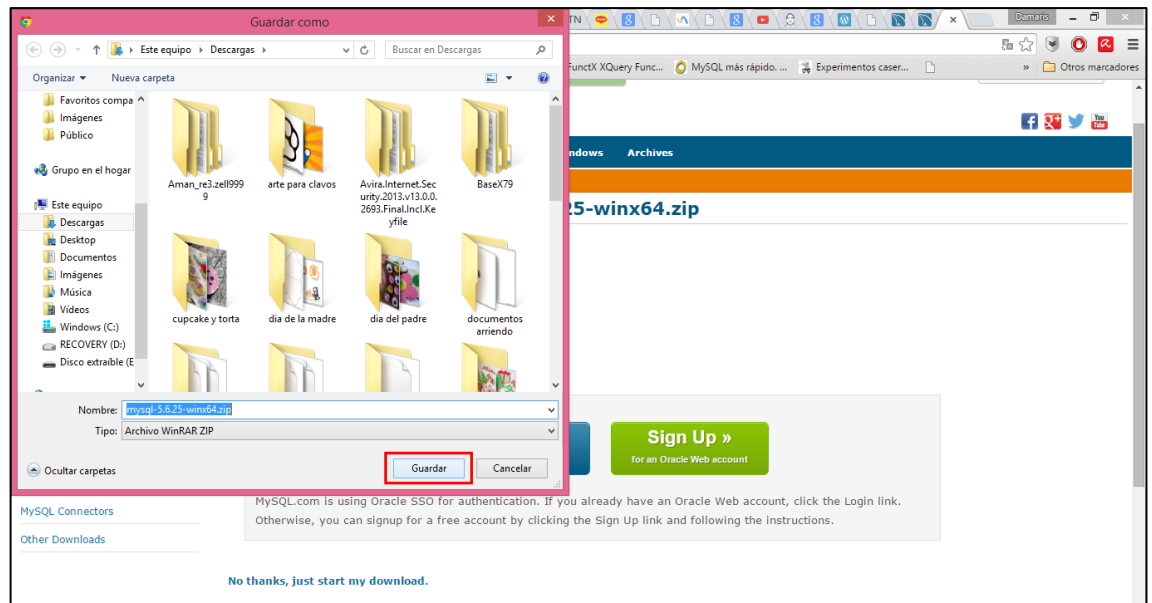 Guardar como
TN
Damaris
Este equipo
Descargas
Buscar en Descargas
FunctX XQuery Func...
MySQL más rápido. ...
Experimentos caser...
»
Otros marcadores
Organizar
Nueva carpeta
Favoritos compa
Imágenes
Público
Grupo en el hogar
Este equipo
Descargas
Desktop
Documentos
Imágenes
Música
Vídeos
Windows (C:)
RECOVERY (D:)
Disco extraíble (E
Aman_re3.zell999
9
arte para clavos
Avira.Internet.Sec
urity.2013.v13.0.0.
2693.Final.Incl.Ke
yfile
BaseX79
cupcake y torta
dia de la madre
dia del padre
documentos
arriendo
Nombre: mysql-5.6.25-winx64.zip
Tipo: Archivo WinRAR ZIP
Ocultar carpetas
Guardar
Cancelar
You
Tube
ndows
Archives
25-winx64.zip
Sign Up »
for an Oracle Web account
MySQL.com is using Oracle SSO for authentication. If you already have an Oracle Web account, click the Login link.
Otherwise, you can signup for a free account by clicking the Sign Up link and following the instructions.
MySQL Connectors
Other Downloads
No thanks, just start my download.